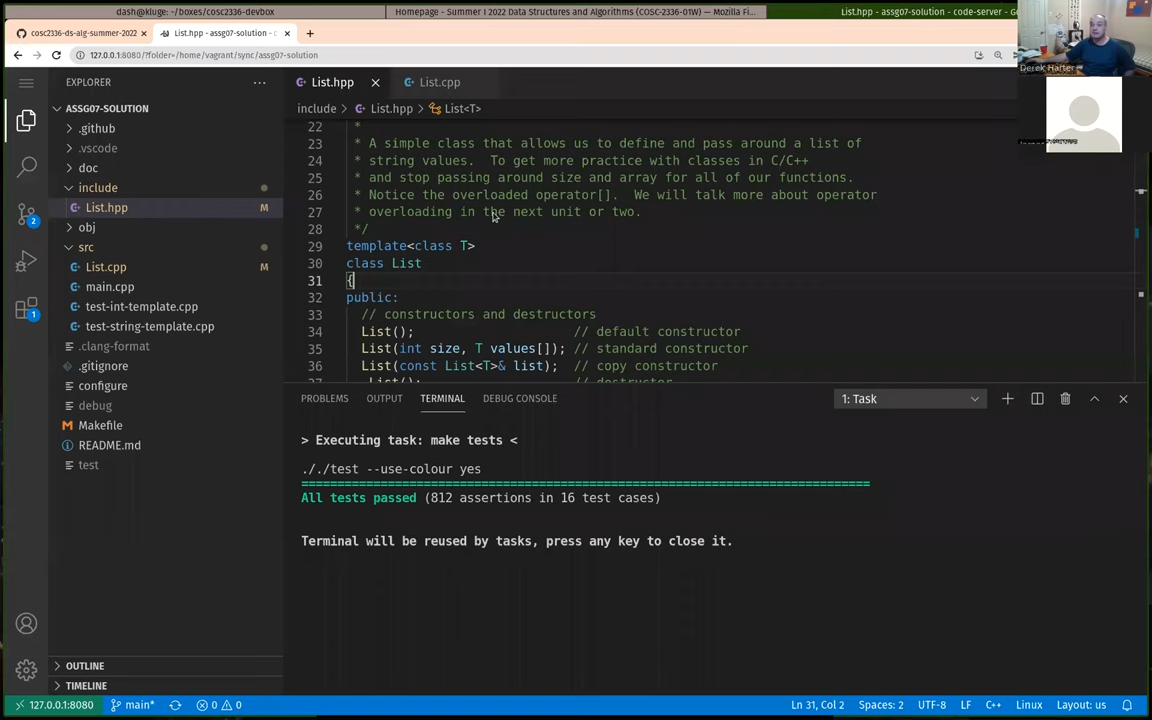 dash@kluge: ~/boxes/cosc2336-devbox
Homepage - Summer I 2022 Data Structures and Algorithms (COSC-2336-01W) — Mozilla Fi...
List.hpp - assg07-solution - code-server - G
cosc2336-ds-alg-summer-2022
List.hpp - assg07-solution - c
127.0.0.1:8080/?folder=/home/vagrant/sync/assg07-solution
Derek Harter
EXPLORER
List.hpp
List.cpp
ASSG07-SOLUTION
include > List.hpp > List<T>
.github
.vscode
doc
include
List.hpp M
obj
src
List.cpp M
main.cpp
test-int-template.cpp
test-string-template.cpp
.clang-format
.gitignore
configure
debug
Makefile
README.md
test
OUTLINE
TIMELINE
2
1
22 *
23 * A simple class that allows us to define and pass around a list of
24 * string values.  To get more practice with classes in C/C++
25 * and stop passing around size and array for all of our functions.
26 * Notice the overloaded operator[].  We will talk more about operator
27 * overloading in the next unit or two.
28 */
29 template<class T>
30 class List
31 {
32 public:
33 // constructors and destructors
34 List(); // default constructor
35 List(int size, T values[]); // standard constructor
36 List(const List<T>& list); // copy constructor
37 ~List(); // destructor
PROBLEMS OUTPUT TERMINAL DEBUG CONSOLE 1: Task
> Executing task: make tests <
././test --use-colour yes
===============================================================================
All tests passed (812 assertions in 16 test cases)
Terminal will be reused by tasks, press any key to close it.
127.0.0.1:8080 main* 0 0 Ln 31, Col 2 Spaces: 2 UTF-8 LF C++ Linux Layout: us